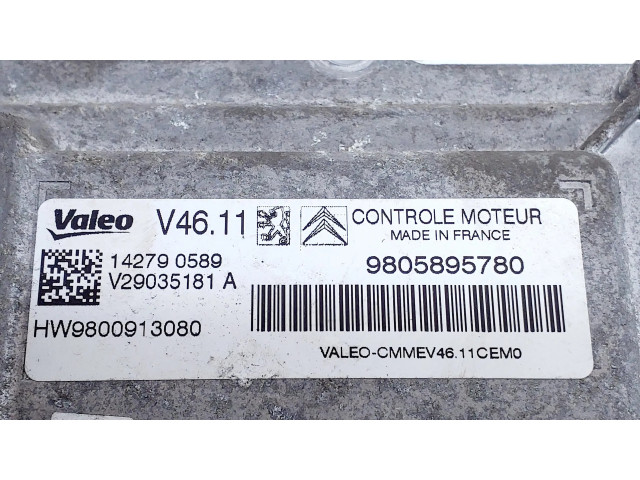 Valeo V46.11 CONTROLE MOTEUR
MADE IN FRANCE
14279 0589 9805895780
V29035181 A
HW9800913080
VALEO-CMMEV46.11CEM0